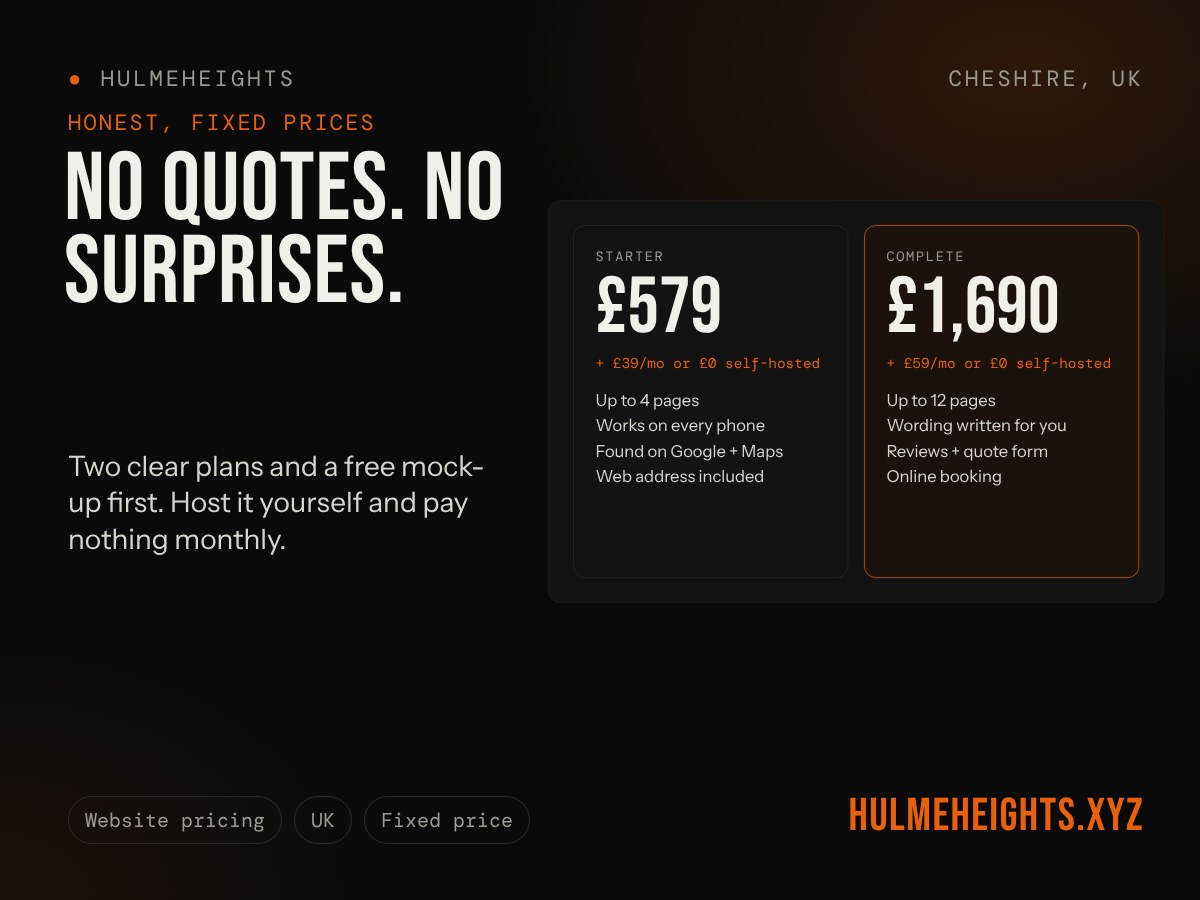 HULMEHEIGHTS
CHESHIRE, UK
HONEST, FIXED PRICES
NO QUOTES. NO
SURPRISES.
Two clear plans and a free mock-
up first. Host it yourself and pay
nothing monthly.
STARTER
£579
+ £39/mo or £0 self-hosted
Up to 4 pages
Works on every phone
Found on Google + Maps
Web address included
COMPLETE
£1,690
+ £59/mo or £0 self-hosted
Up to 12 pages
Wording written for you
Reviews + quote form
Online booking
Website pricing
UK
Fixed price
HULMEHEIGHTS.XYZ